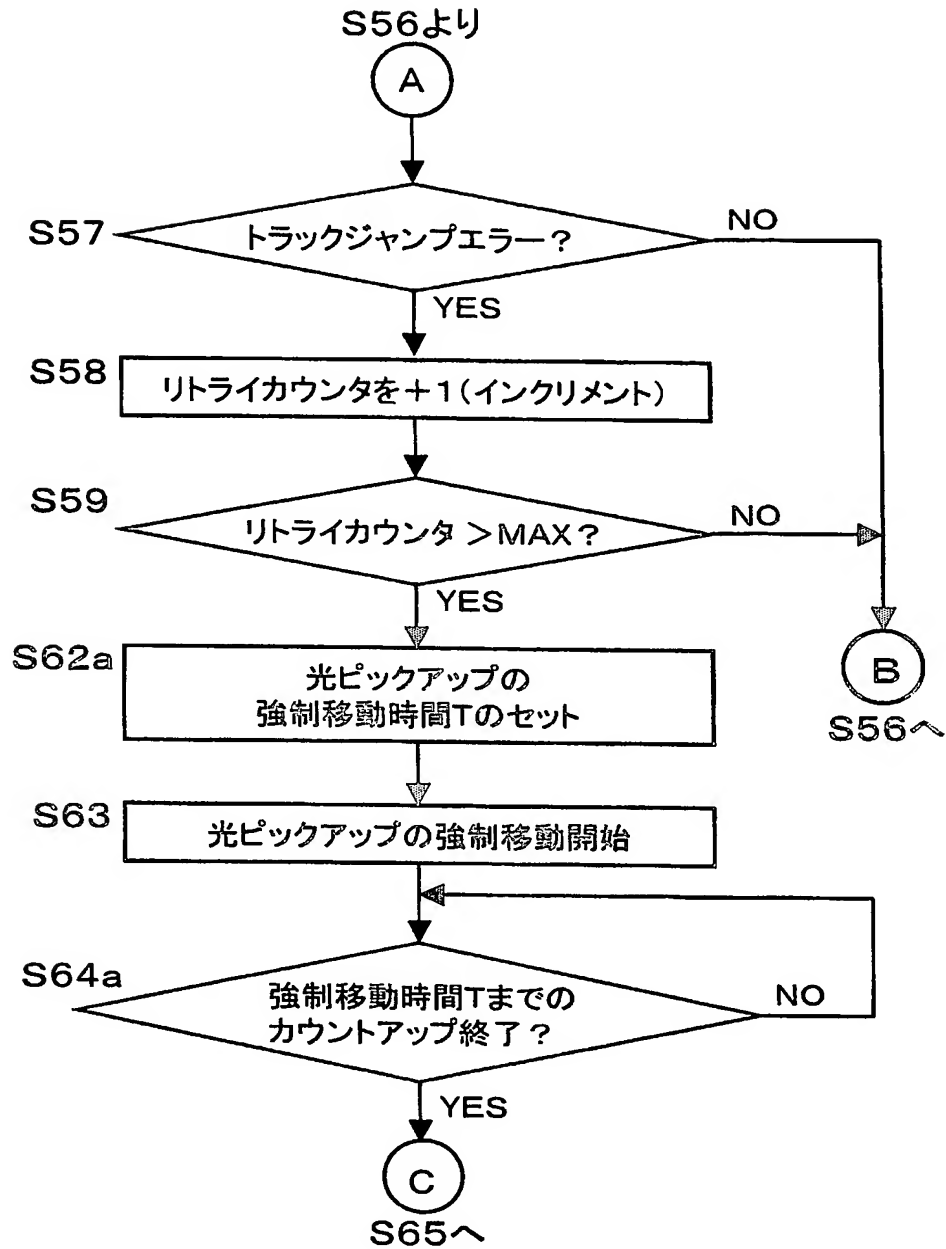 S56より
A
S57
トラックジャンプエラー？
NO
YES
S58
リトライカウンタを＋1（インクリメント）
S59
リトライカウンタ＞MAX？
NO
YES
S62a
光ピックアップの
強制移動時間Tのセット
B
S56へ
S63
光ピックアップの強制移動開始
S64a
強制移動時間Tまでの
カウントアップ終了？
NO
YES
C
S65へ